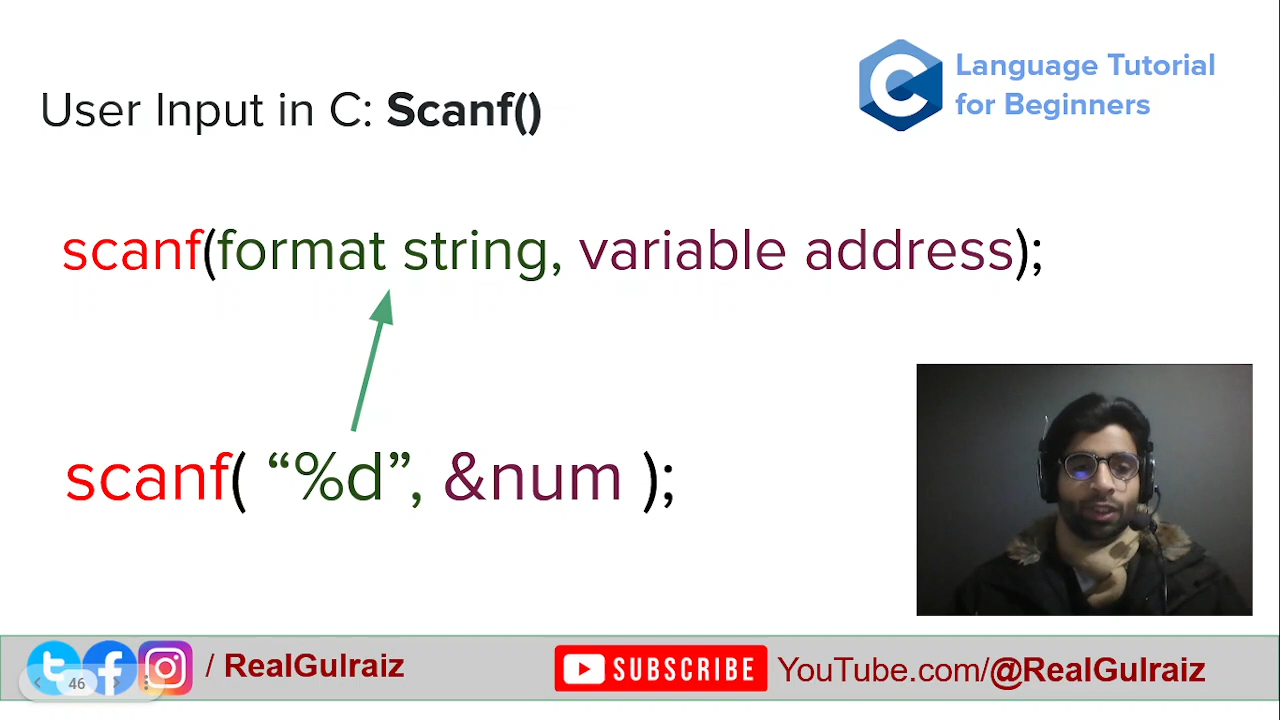 Language Tutorial
for Beginners
User Input in C: Scanf()
scanf(format string, variable address);
scanf( “%d”, &num );
46
/ RealGulraiz
SUBSCRIBE
YouTube.com/@RealGulraiz